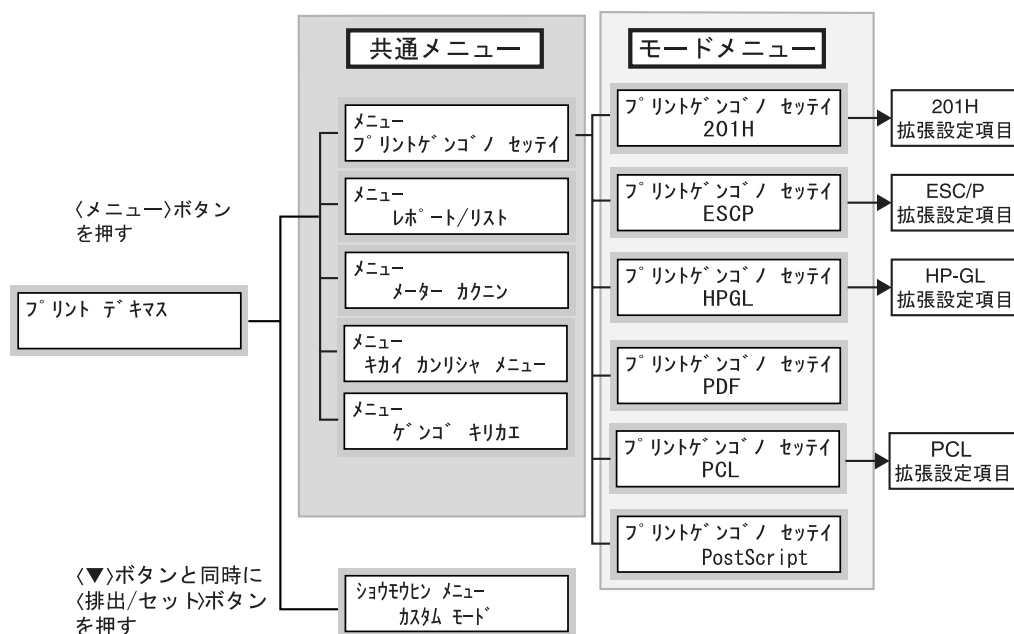 共通メニュー
モードメニュー
メニュー
プリントゲンゴノ セッテイ
プリントゲンゴノ セッテイ
201H
201H
拡張設定項目
メニュー
レポート/リスト
プリントゲンゴノ セッテイ
ESCP
ESC/P
拡張設定項目
〈メニュー〉ボタン
を押す
メニュー
メーター カクニン
プリントゲンゴノ セッテイ
HPGL
HP-GL
拡張設定項目
プリント デキマス
メニュー
キカイ カンリシャ メニュー
プリントゲンゴノ セッテイ
PDF
メニュー
ゲンゴ キリカエ
プリントゲンゴノ セッテイ
PCL
PCL
拡張設定項目
プリントゲンゴノ セッテイ
PostScript
〈▼〉ボタンと同時に
〈排出/セット〉ボタン
を押す
ショウモウヒン メニュー
カスタム モード